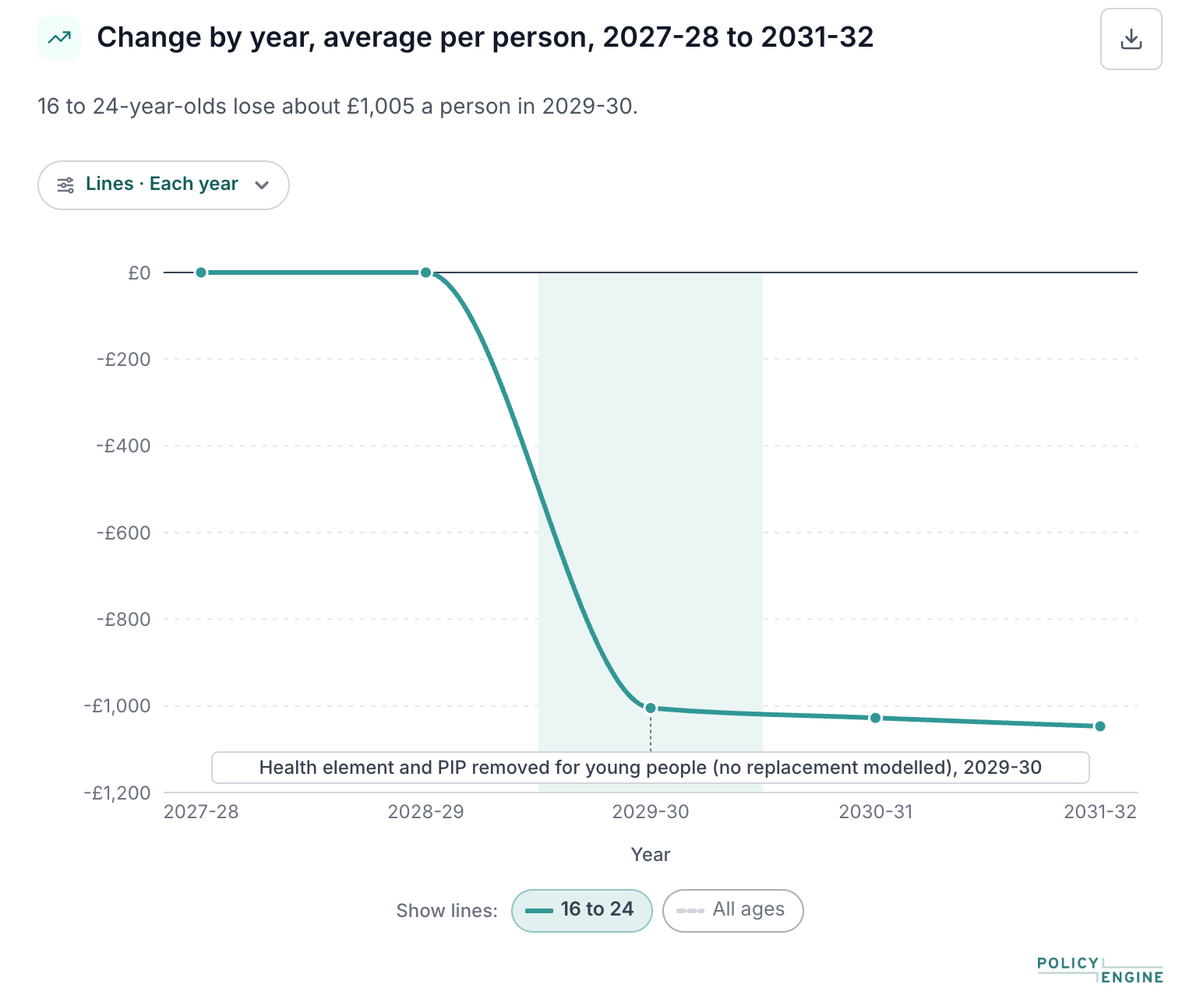 Change by year, average per person, 2027-28 to 2031-32
16 to 24-year-olds lose about £1,005 a person in 2029-30.
Lines · Each year
£0
-£200
-£400
-£600
-£800
-£1,000
Health element and PIP removed for young people (no replacement modelled), 2029-30
-£1,200
2027-28 2028-29 2029-30 2030-31 2031-32
Year
Show lines: 16 to 24 All ages
POLICY
ENGINE